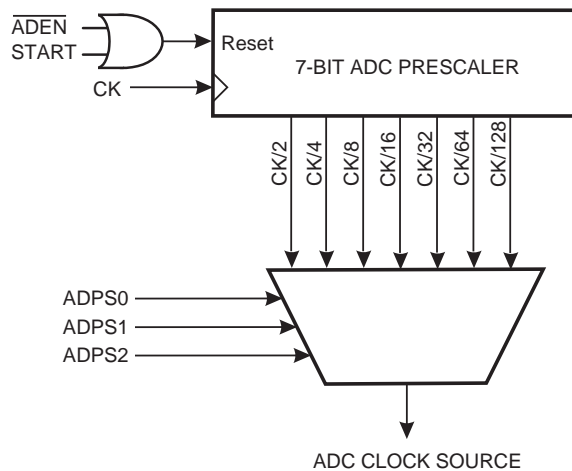 ADEN
START
Reset
7-BIT ADC PRESCALER
CK
CK/2
CK/4
CK/8
CK/16
CK/32
CK/64
CK/128
ADPS0
ADPS1
ADPS2
ADC CLOCK SOURCE